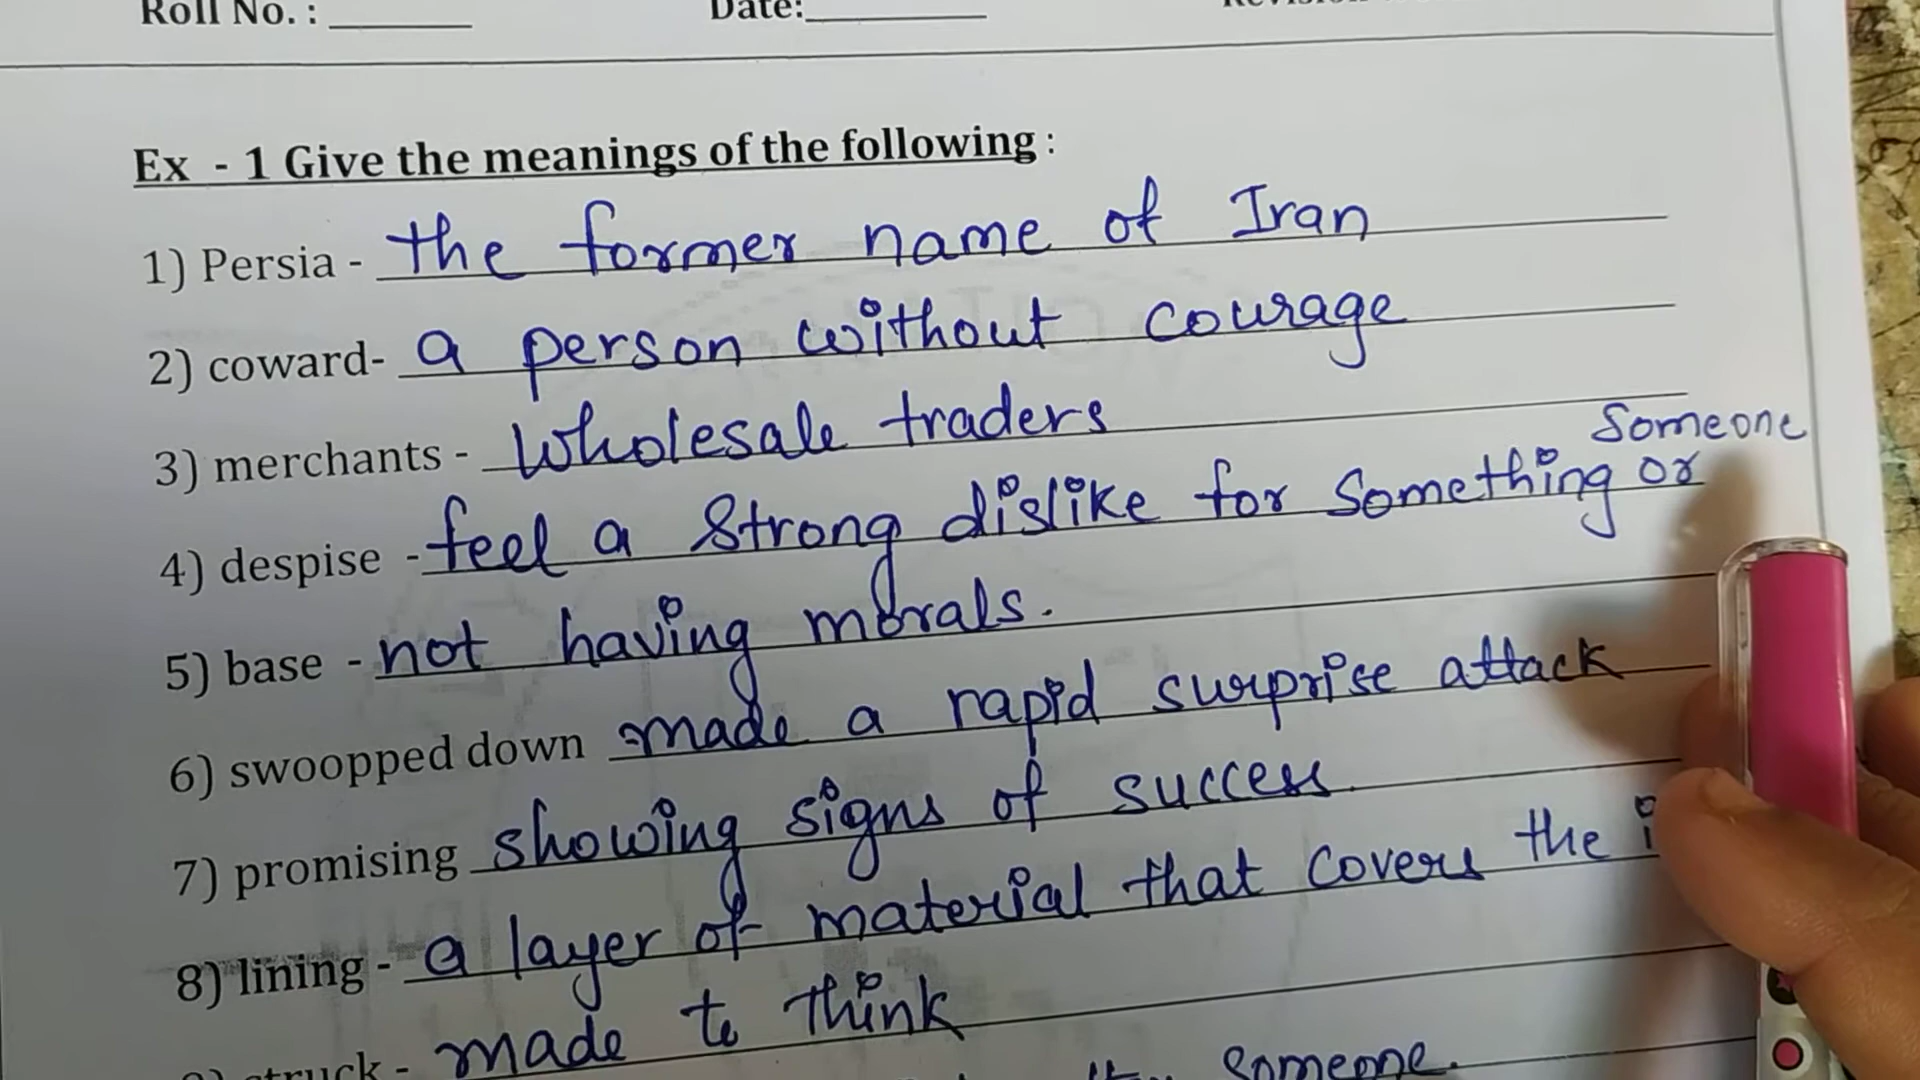 Roll No. : ________ Date:__________
Ex - 1 Give the meanings of the following :
1) Persia - the former name of Iran
2) coward- a person without courage
3) merchants - Wholesale traders
someone
4) despise - feel a strong dislike for something or
5) base - not having morals.
6) swoopped down made a rapid surprise attack
7) promising showing signs of success.
8) lining - a layer of material that covers the
struck - made to think
someone.